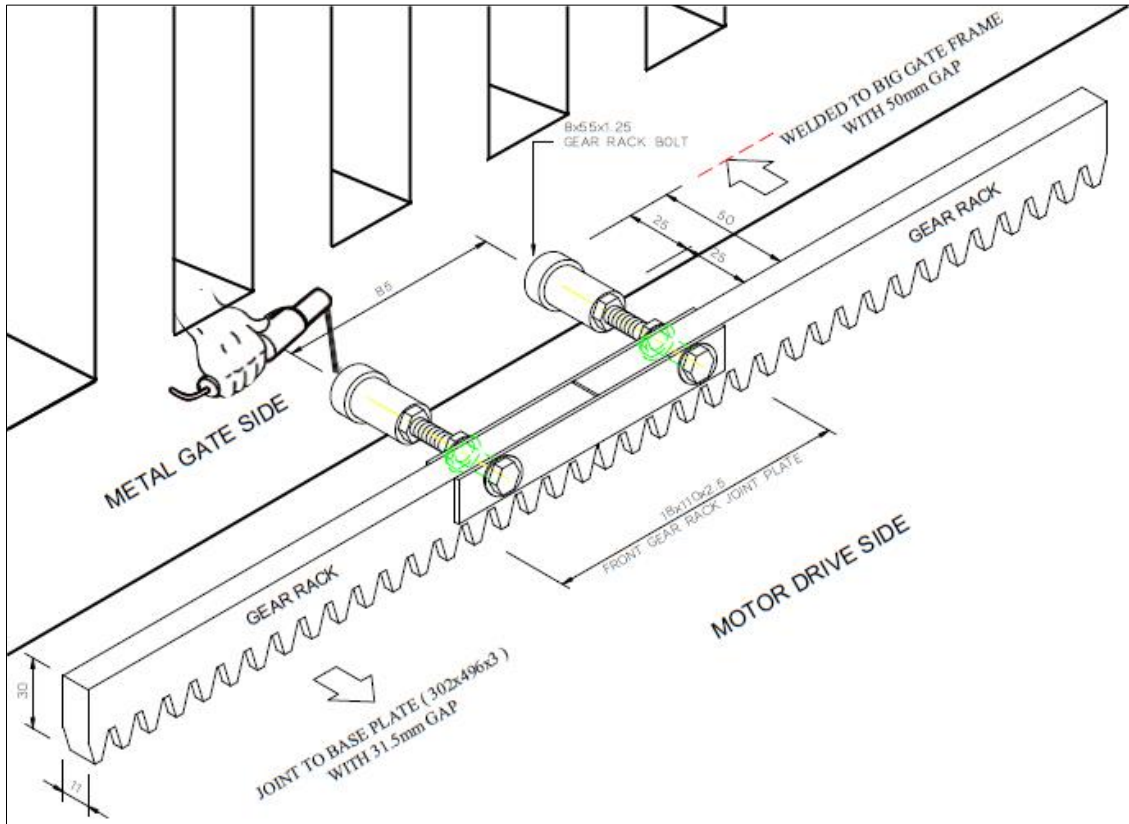 WELDED TO BIG GATE FRAME
WITH 50mm GAP
8x55x1.25
GEAR RACK BOLT
50
25
25
GEAR RACK
85
METAL GATE SIDE
18x110x2.5
FRONT GEAR RACK JOINT PLATE
MOTOR DRIVE SIDE
GEAR RACK
30
11
JOINT TO BASE PLATE ( 302x496x3 )
WITH 31.5mm GAP